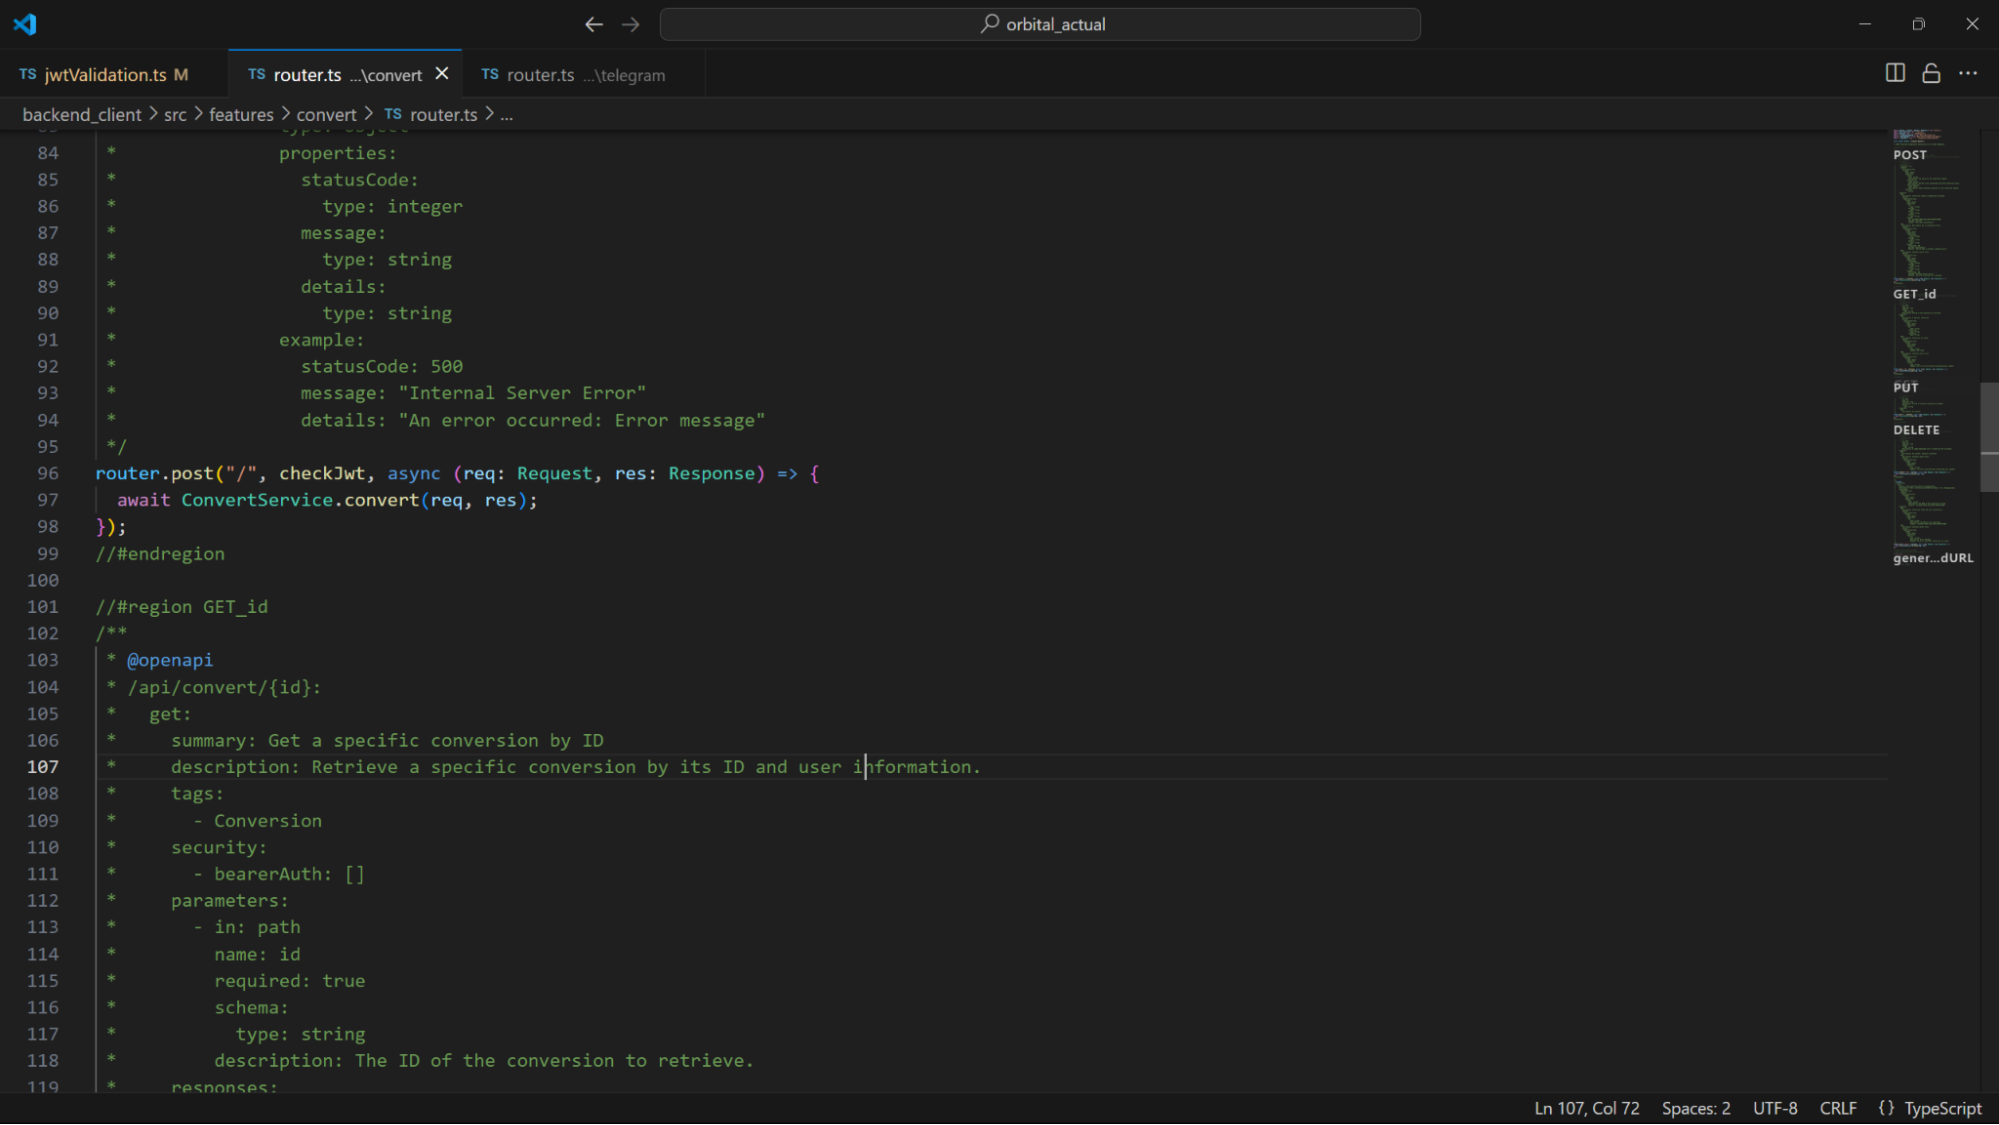 orbital_actual
TS jwtValidation.ts M
TS router.ts ...\convert
TS router.ts ...\telegram
backend_client > src > features > convert > TS router.ts > ...
84 * properties:
85 * statusCode:
86 * type: integer
87 * message:
88 * type: string
89 * details:
90 * type: string
91 * example:
92 * statusCode: 500
93 * message: "Internal Server Error"
94 * details: "An error occurred: Error message"
95 */
96 router.post("/", checkJwt, async (req: Request, res: Response) => {
97 await ConvertService.convert(req, res);
98 });
99 //#endregion
100
101 //#region GET_id
102 /**
103 * @openapi
104 * /api/convert/{id}:
105 * get:
106 * summary: Get a specific conversion by ID
107 * description: Retrieve a specific conversion by its ID and user information.
108 * tags:
109 * - Conversion
110 * security:
111 * - bearerAuth: []
112 * parameters:
113 * - in: path
114 * name: id
115 * required: true
116 * schema:
117 * type: string
118 * description: The ID of the conversion to retrieve.
119 * responses:
POST
GET_id
PUT
DELETE
gener...dURL
Ln 107, Col 72
Spaces: 2
UTF-8
CRLF
{} TypeScript